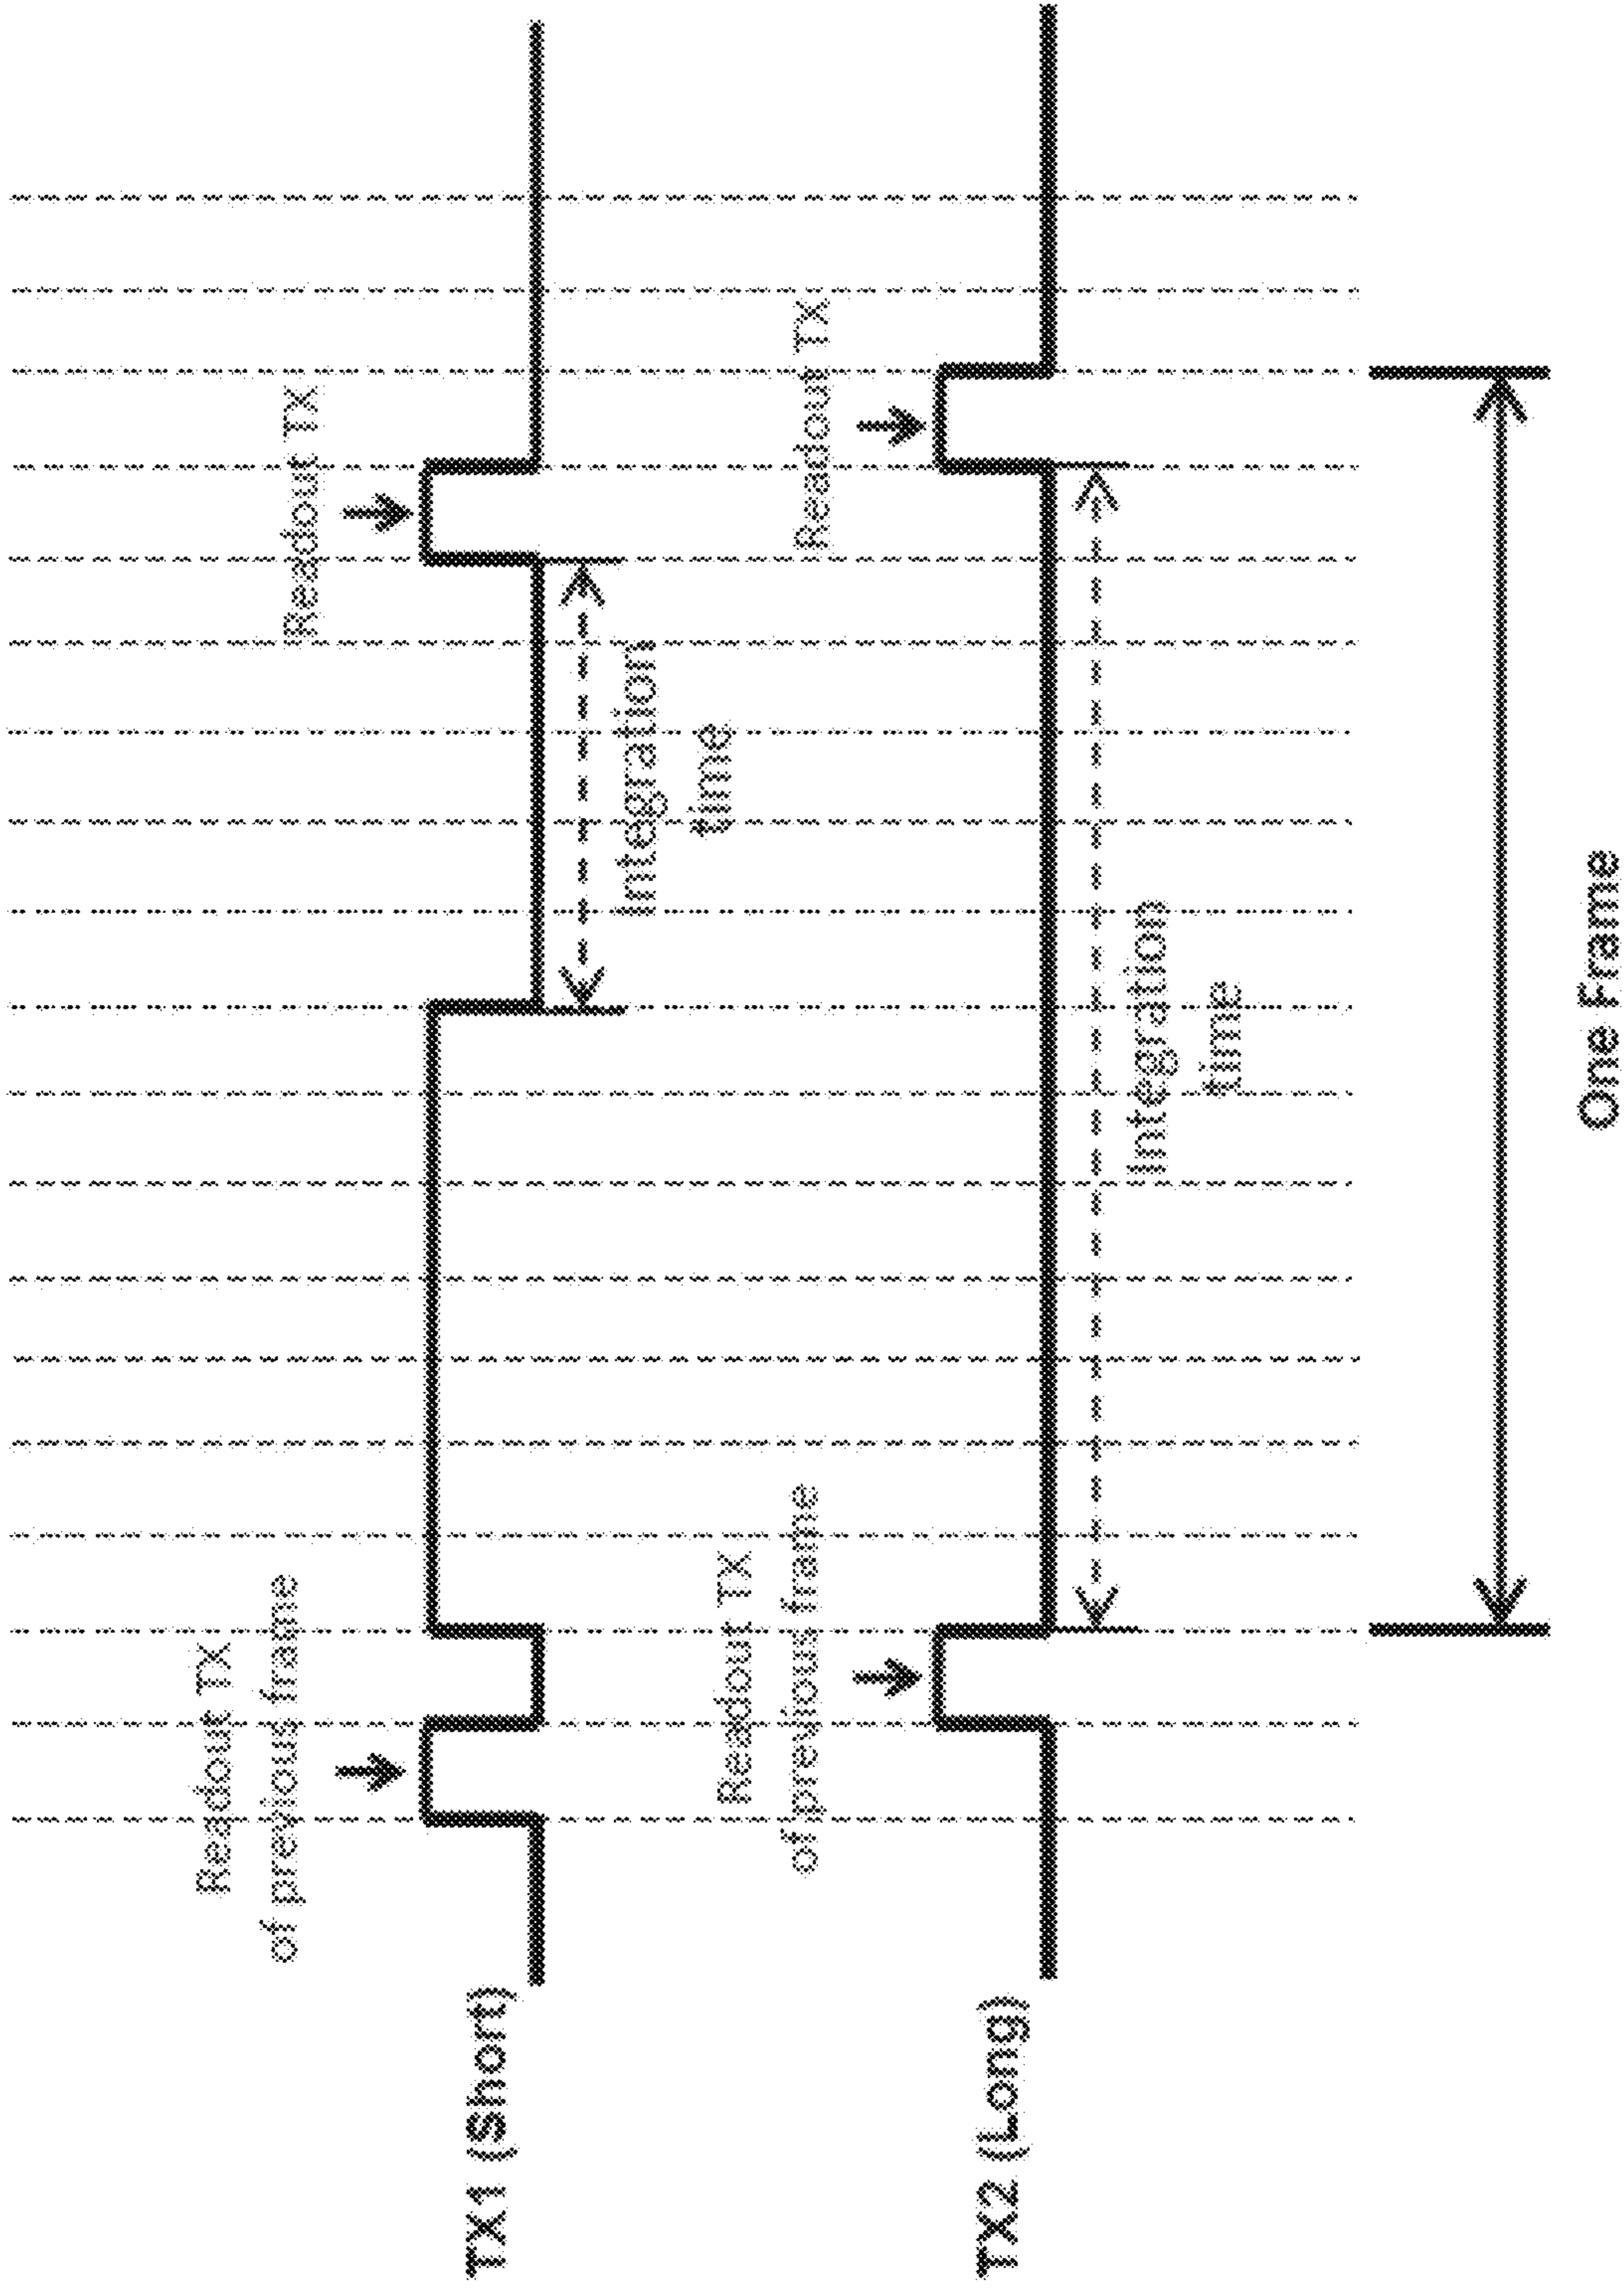 Readout TX
of previous frame
Readout TX
TX1 (Short)
Integration
time
Readout TX
of previous frame
Readout TX
TX2 (Long)
Integration
time
One Frame